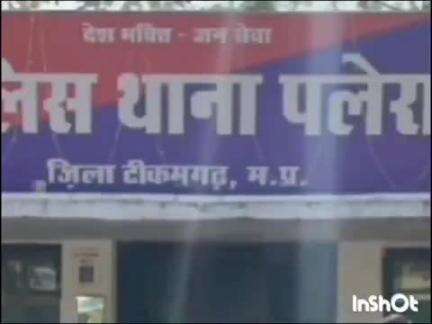 देश भक्ति - जन सेवा
लिस थाना पलेरा
जिला टीकमगढ़, म.प्र.
InShOt